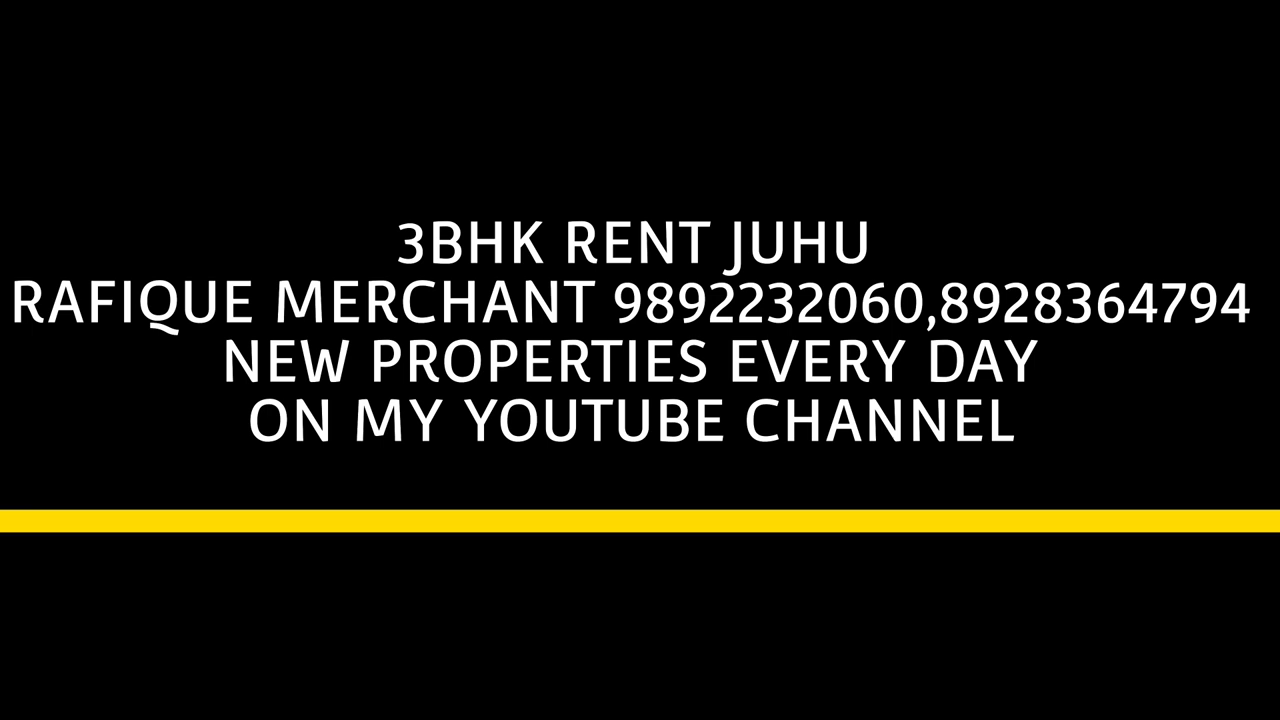 3BHK RENT JUHU
RAFIQUE MERCHANT 9892232060,8928364794
NEW PROPERTIES EVERY DAY
ON MY YOUTUBE CHANNEL